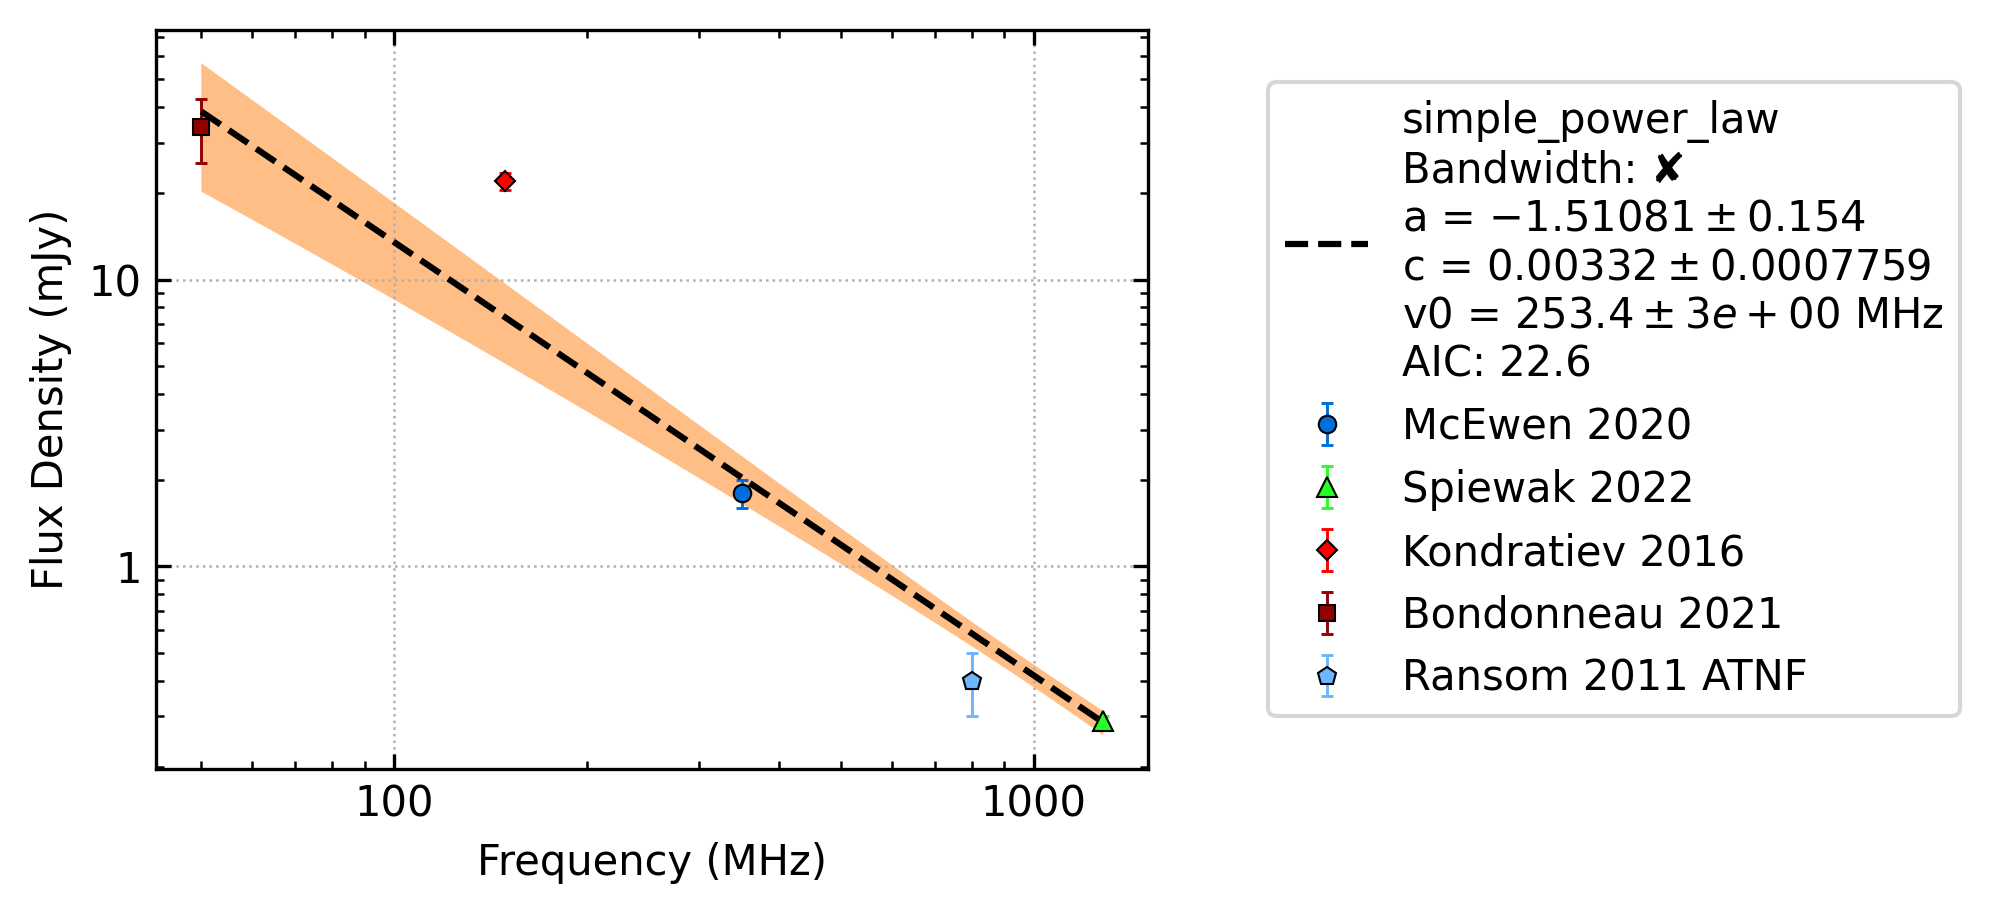 10
1
Flux Density (mJy)
100
1000
Frequency (MHz)
simple_power_law
Bandwidth: ✘
a = −1.51081 ± 0.154
c = 0.00332 ± 0.0007759
v0 = 253.4 ± 3e + 00 MHz
AIC: 22.6
McEwen 2020
Spiewak 2022
Kondratiev 2016
Bondonneau 2021
Ransom 2011 ATNF